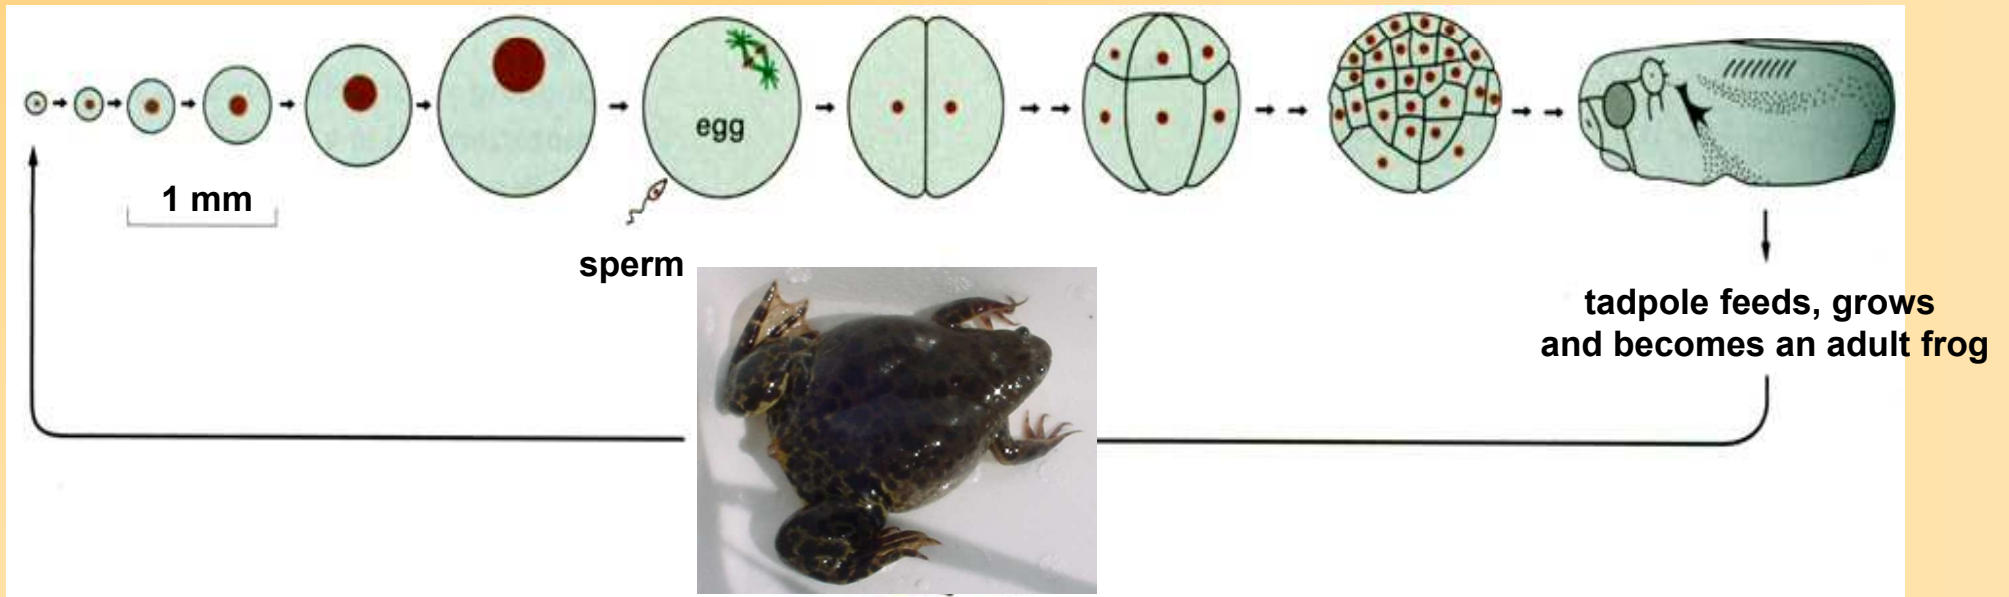 egg
1 mm
sperm
tadpole feeds, grows
and becomes an adult frog